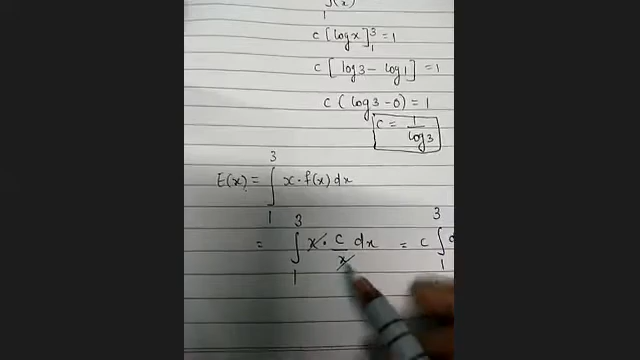 ∫₁ (x)
c [log x]₁³ = 1
c [log 3 − log 1] = 1
c (log 3 − 0) = 1
c = 1/log 3
E(x) = ∫₁³ x · f(x) dx
= ∫₁³ x · c/x dx = c ∫₁³ d